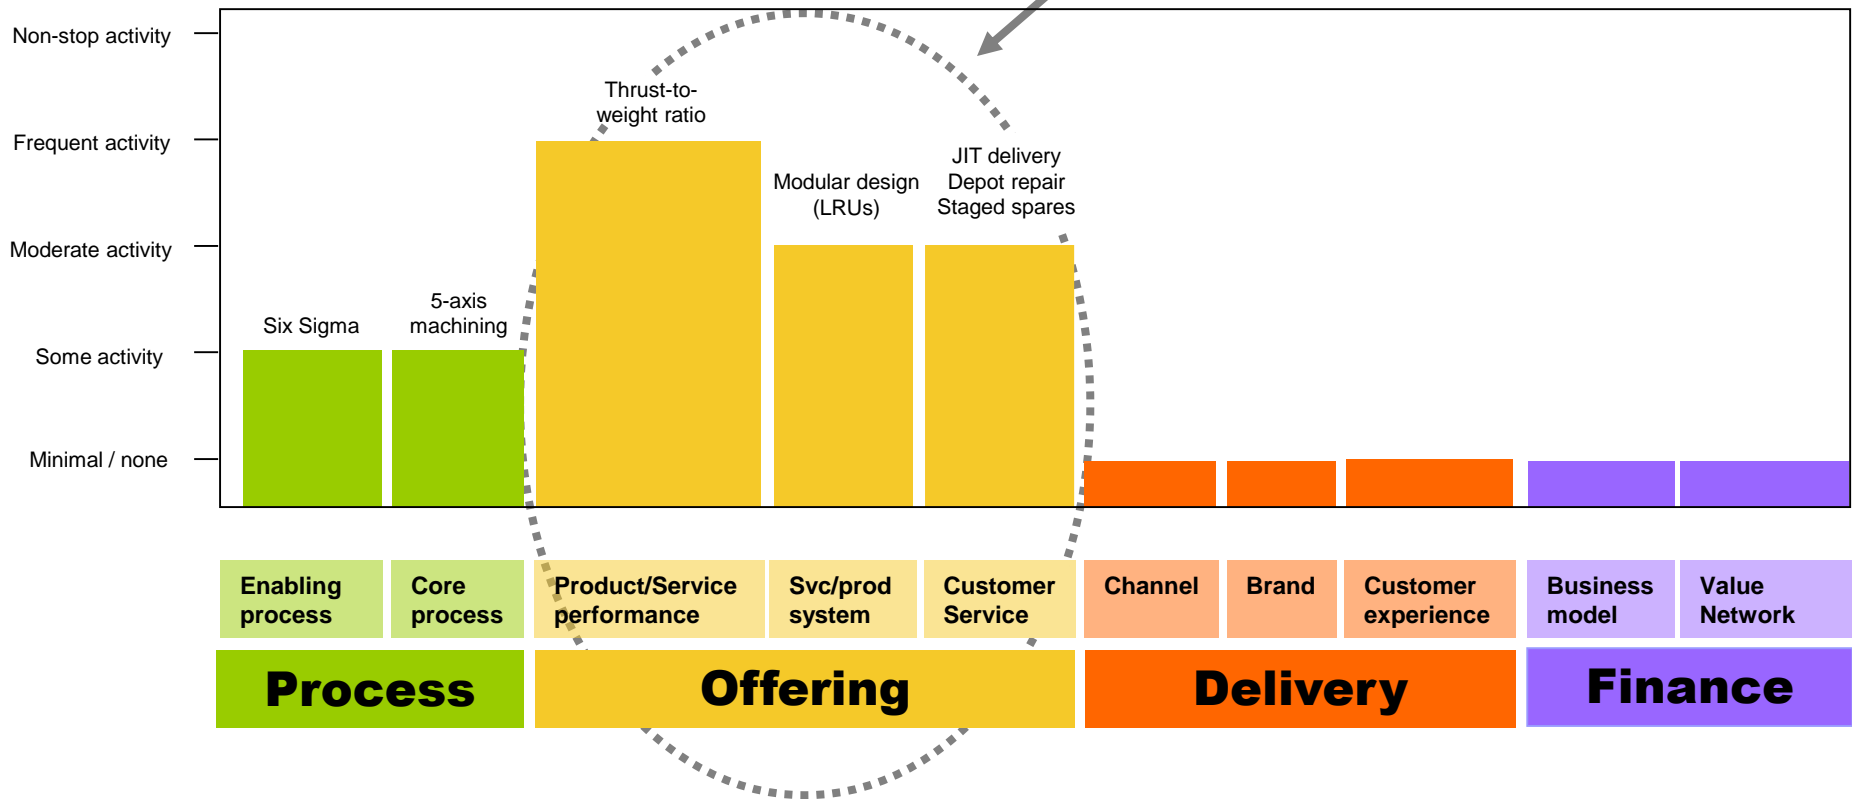 Non-stop activity
Frequent activity
Moderate activity
Some activity
Minimal / none
Six Sigma
5-axis
machining
Thrust-to-
weight ratio
Modular design
(LRUs)
JIT delivery
Depot repair
Staged spares
Enabling
process
Core
process
Product/Service
performance
Svc/prod
system
Customer
Service
Channel
Brand
Customer
experience
Business
model
Value
Network
Process
Offering
Delivery
Finance